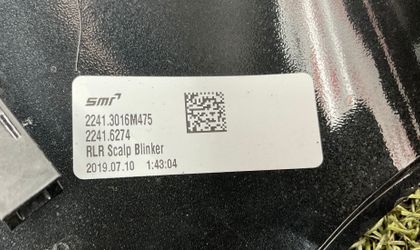 smr
2241.3016M475
2241.6274
RLR Scalp Blinker
2019.07.10 1:43:04